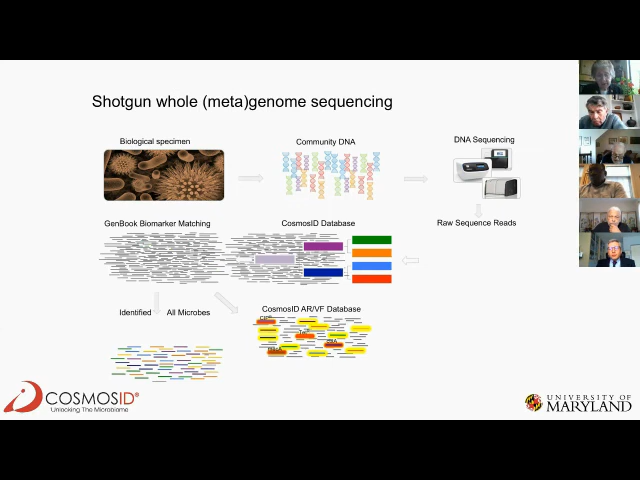 Shotgun whole (meta)genome sequencing
Biological specimen
Community DNA
DNA Sequencing
GenBook Biomarker Matching
CosmosID Database
Raw Sequence Reads
Identified All Microbes
CosmosID AR/VF Database
COSMOSID®
Unlocking The Microbiome
UNIVERSITY OF
MARYLAND